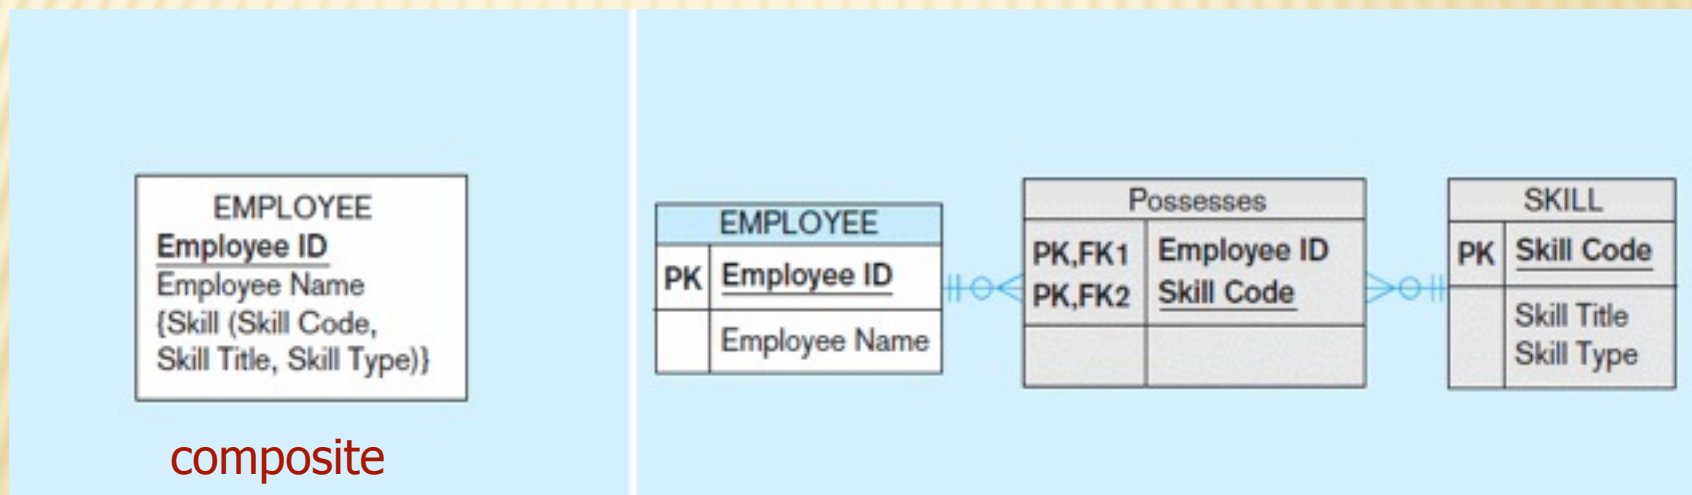 EMPLOYEE
Employee ID
Employee Name
{Skill (Skill Code,
Skill Title, Skill Type)}
composite
EMPLOYEE
PK Employee ID
Employee Name
Possesses
PK,FK1 Employee ID
PK,FK2 Skill Code
SKILL
PK Skill Code
Skill Title
Skill Type